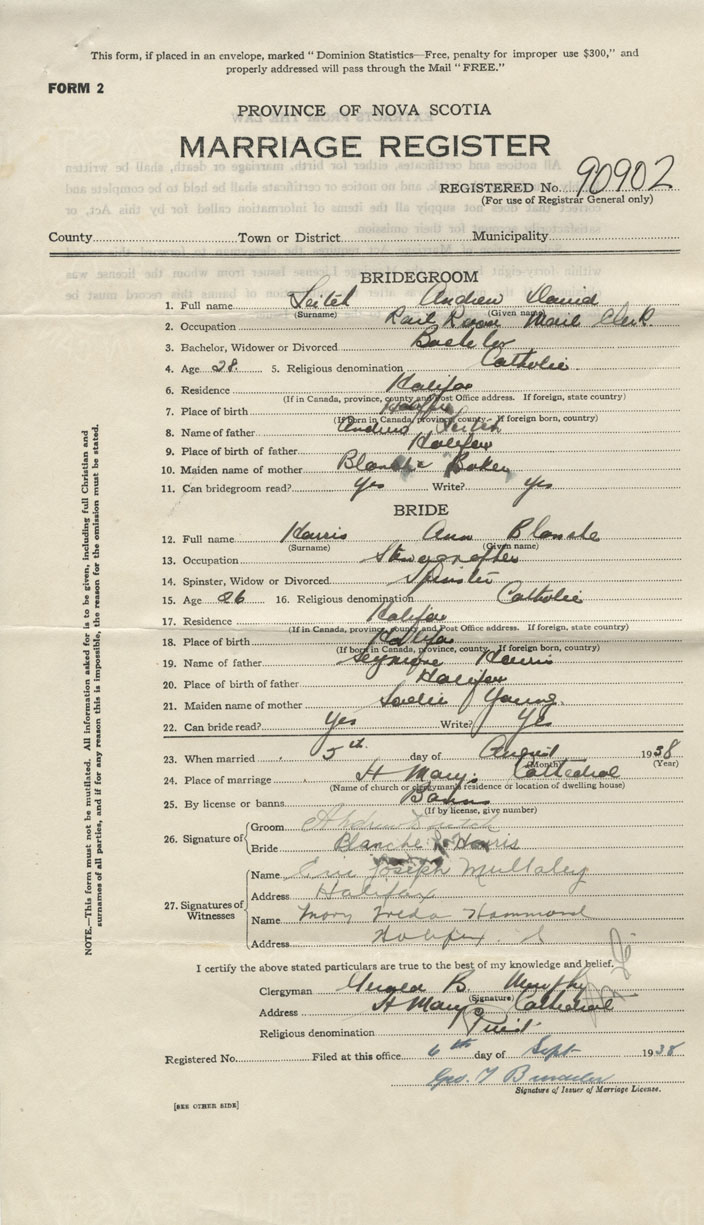 This form, if placed in an envelope, marked "Dominion Statistics—Free, penalty for improper use $300," and
properly addressed will pass through the Mail "FREE."
FORM 2
PROVINCE OF NOVA SCOTIA
MARRIAGE REGISTER
REGISTERED No. 90902
(For use of Registrar General only)
County Town or District Municipality
BRIDEGROOM
1. Full name Leitch Andrew David
(Surname) (Given name)
2. Occupation Mail Clerk
3. Bachelor, Widower or Divorced Bachelor
4. Age 28. 5. Religious denomination Catholic
6. Residence Halifax
(If in Canada, province, county and Post Office address. If foreign, state country)
7. Place of birth Halifax
(If born in Canada, province, county— If foreign born, country)
8. Name of father Andrew Leitch
9. Place of birth of father Halifax
10. Maiden name of mother Blanche Baker
11. Can bridegroom read? Yes Write? yes
BRIDE
12. Full name Harris Ann Blanche
(Surname) (Given name)
13. Occupation Stenographer
14. Spinster, Widow or Divorced Spinster
15. Age 26 16. Religious denomination Catholic
17. Residence Halifax
(If in Canada, province, county and Post Office address. If foreign, state country)
18. Place of birth Halifax
(If born in Canada, province, county. If foreign born, country)
19. Name of father Seymore Harris
20. Place of birth of father Halifax
21. Maiden name of mother Sadie Young
22. Can bride read? Yes Write? Yes
23. When married 5th day of August 1938
(Month) (Year)
24. Place of marriage St Mary's Cathedral
(Name of church or clergyman's residence or location of dwelling house)
25. By license or banns Banns
(If by license, give number)
26. Signature of Groom Andrew Leitch
Bride Blanche Harris
27. Signatures of Witnesses Name Eric Joseph Mullaley
Address Halifax
Name Mary Freda Hammond
Address Halifax
I certify the above stated particulars are true to the best of my knowledge and belief.
Clergyman Gerald B. Murphy
(Signature)
Address St Mary's Cathedral
Religious denomination Priest
Registered No. Filed at this office 6th day of Sept 1938
Geo. T
Signature of Issuer of Marriage License.
[SEE OTHER SIDE]
NOTE.—This form must not be mutilated. All information asked for is to be given, including full Christian and
surnames of all parties, and if for any reason this is impossible, the reason for the omission must be stated.